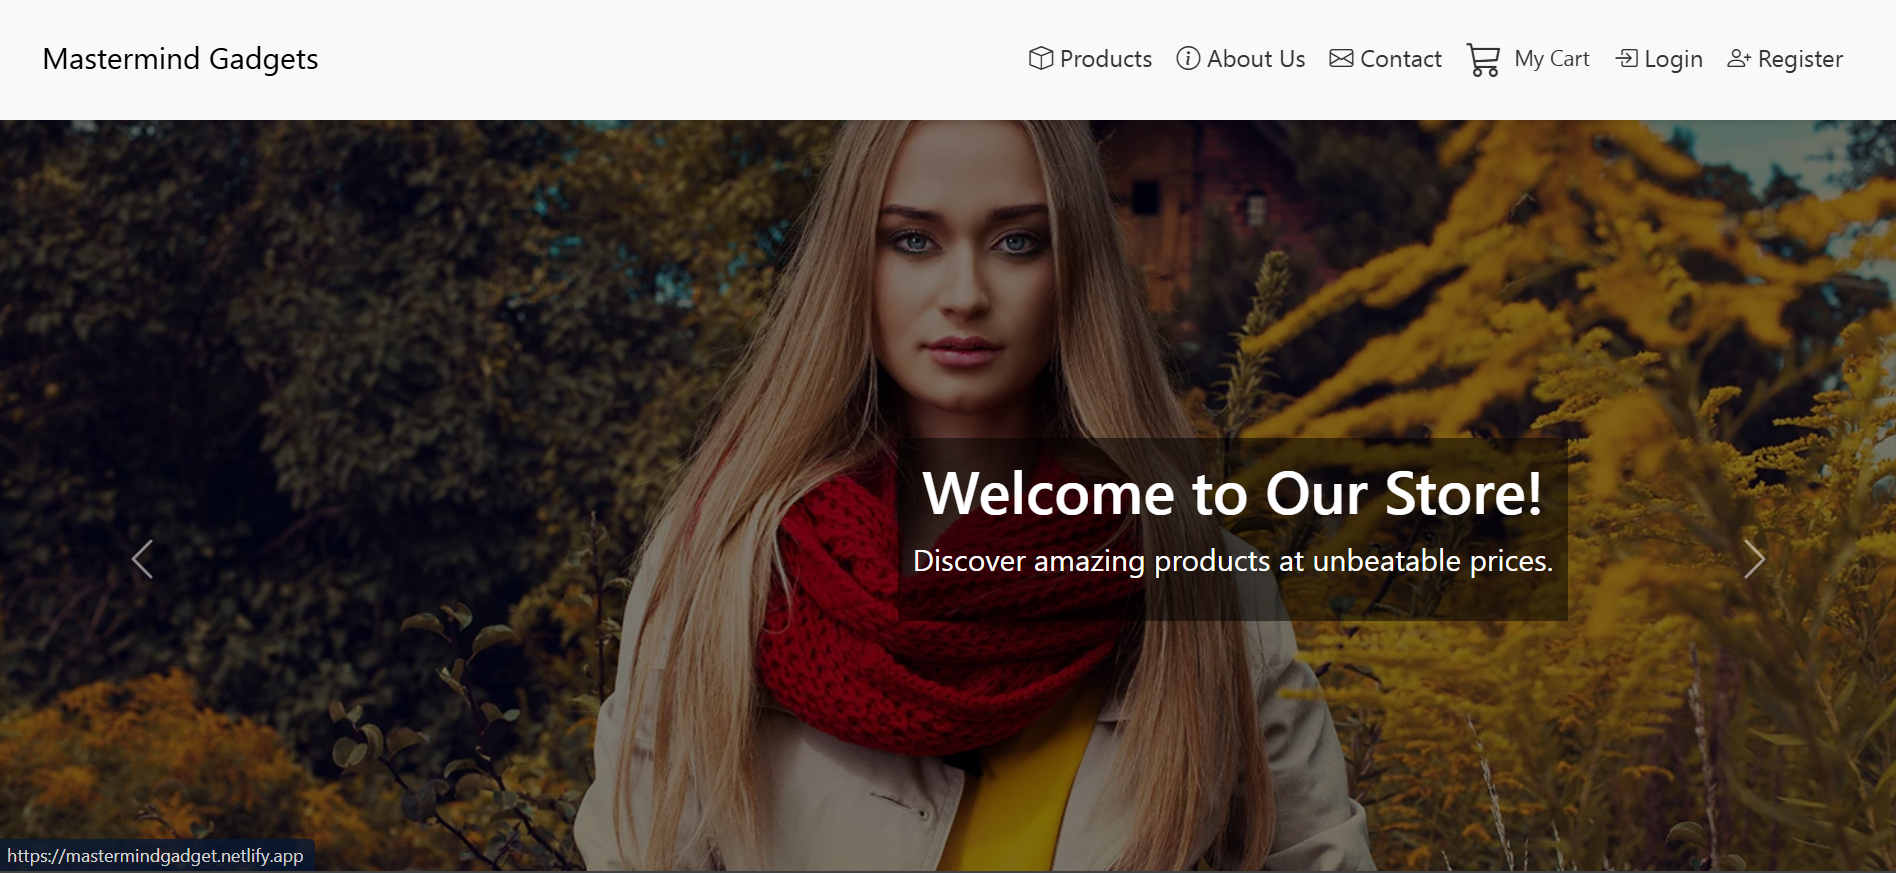 Mastermind Gadgets
Products About Us Contact My Cart Login Register
Welcome to Our Store!
Discover amazing products at unbeatable prices.
https://mastermindgadget.netlify.app